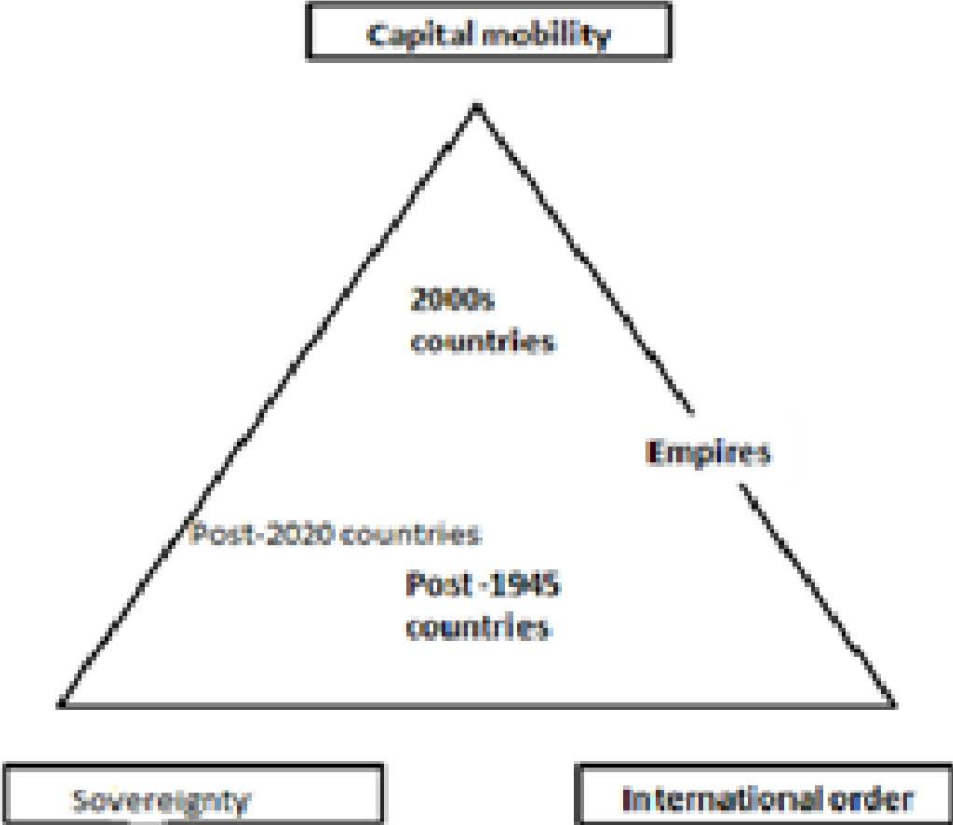 Capital mobility
2000s
countries
Empires
Post-2020 countries
Post -1945
countries
Sovereignty
International order